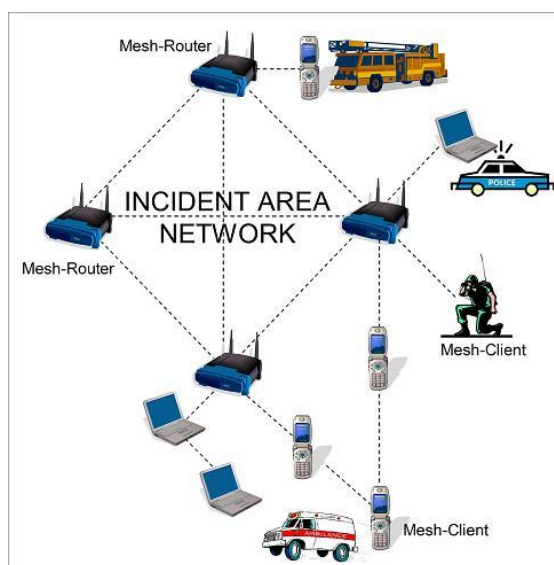 Mesh-Router
POLICE
INCIDENT AREA
NETWORK
Mesh-Router
Mesh-Client
Mesh-Client
AMBULANCE